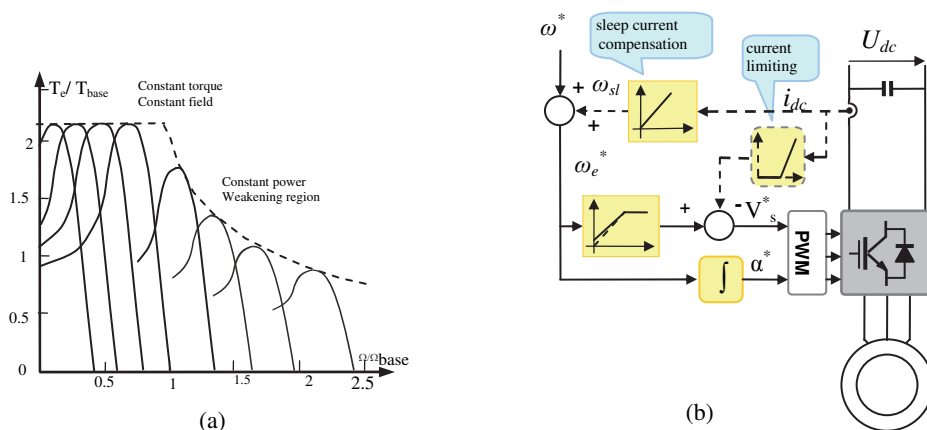 T_e/ T_base
Constant torque
Constant field
Constant power
Weakening region
2
1.5
1
0.5
0
0.5
1
1.5
2
2.5
Ω/Ωbase
(a)
ω*
sleep current
compensation
current
limiting
U_dc
+
ω_sl
+
i_dc
ω_e*
+
-
V_s*
PWM
∫
α*
(b)